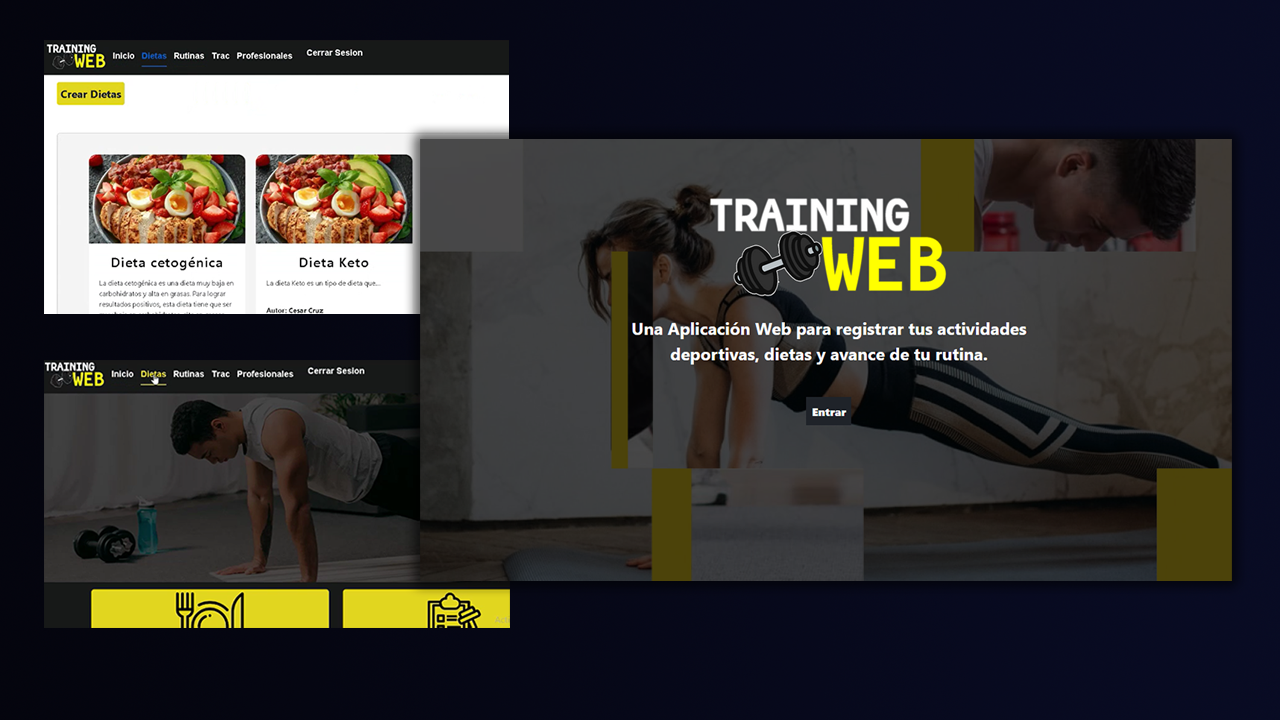 TRAINING
WEB
Inicio Dietas Rutinas Trac Profesionales Cerrar Sesion
Crear Dietas
Dieta cetogénica
La dieta cetogénica es una dieta muy baja en
carbohidratos y alta en grasas. Para lograr
resultados positivos, esta dieta tiene que ser
Dieta Keto
La dieta Keto es un tipo de dieta que...
Autor: Cesar Cruz
TRAINING
WEB
Una Aplicación Web para registrar tus actividades
deportivas, dietas y avance de tu rutina.
Entrar
TRAINING
WEB
Inicio Dietas Rutinas Trac Profesionales Cerrar Sesion